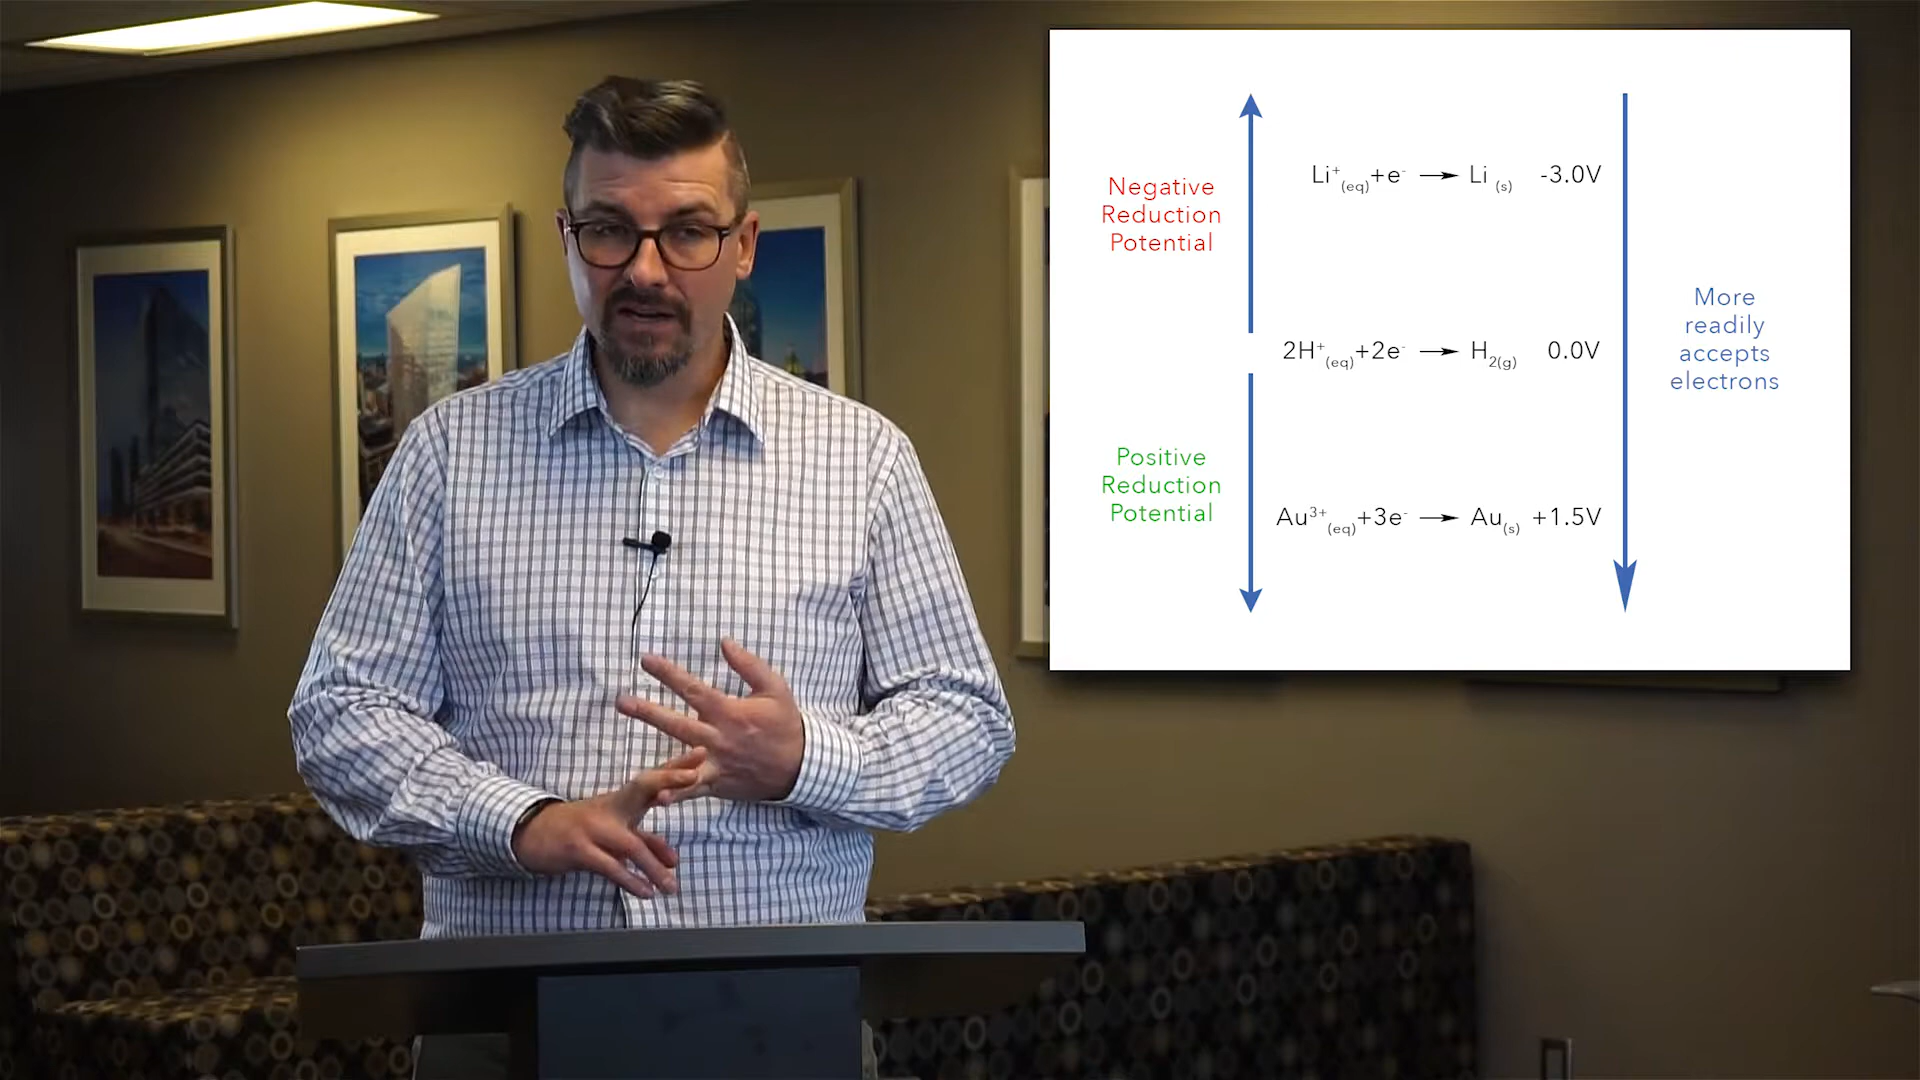 Negative
Reduction
Potential
Li⁺(eq)+e⁻ → Li (s) -3.0V
2H⁺(eq)+2e⁻ → H₂(g) 0.0V
More
readily
accepts
electrons
Positive
Reduction
Potential
Au³⁺(eq)+3e⁻ → Au(s) +1.5V